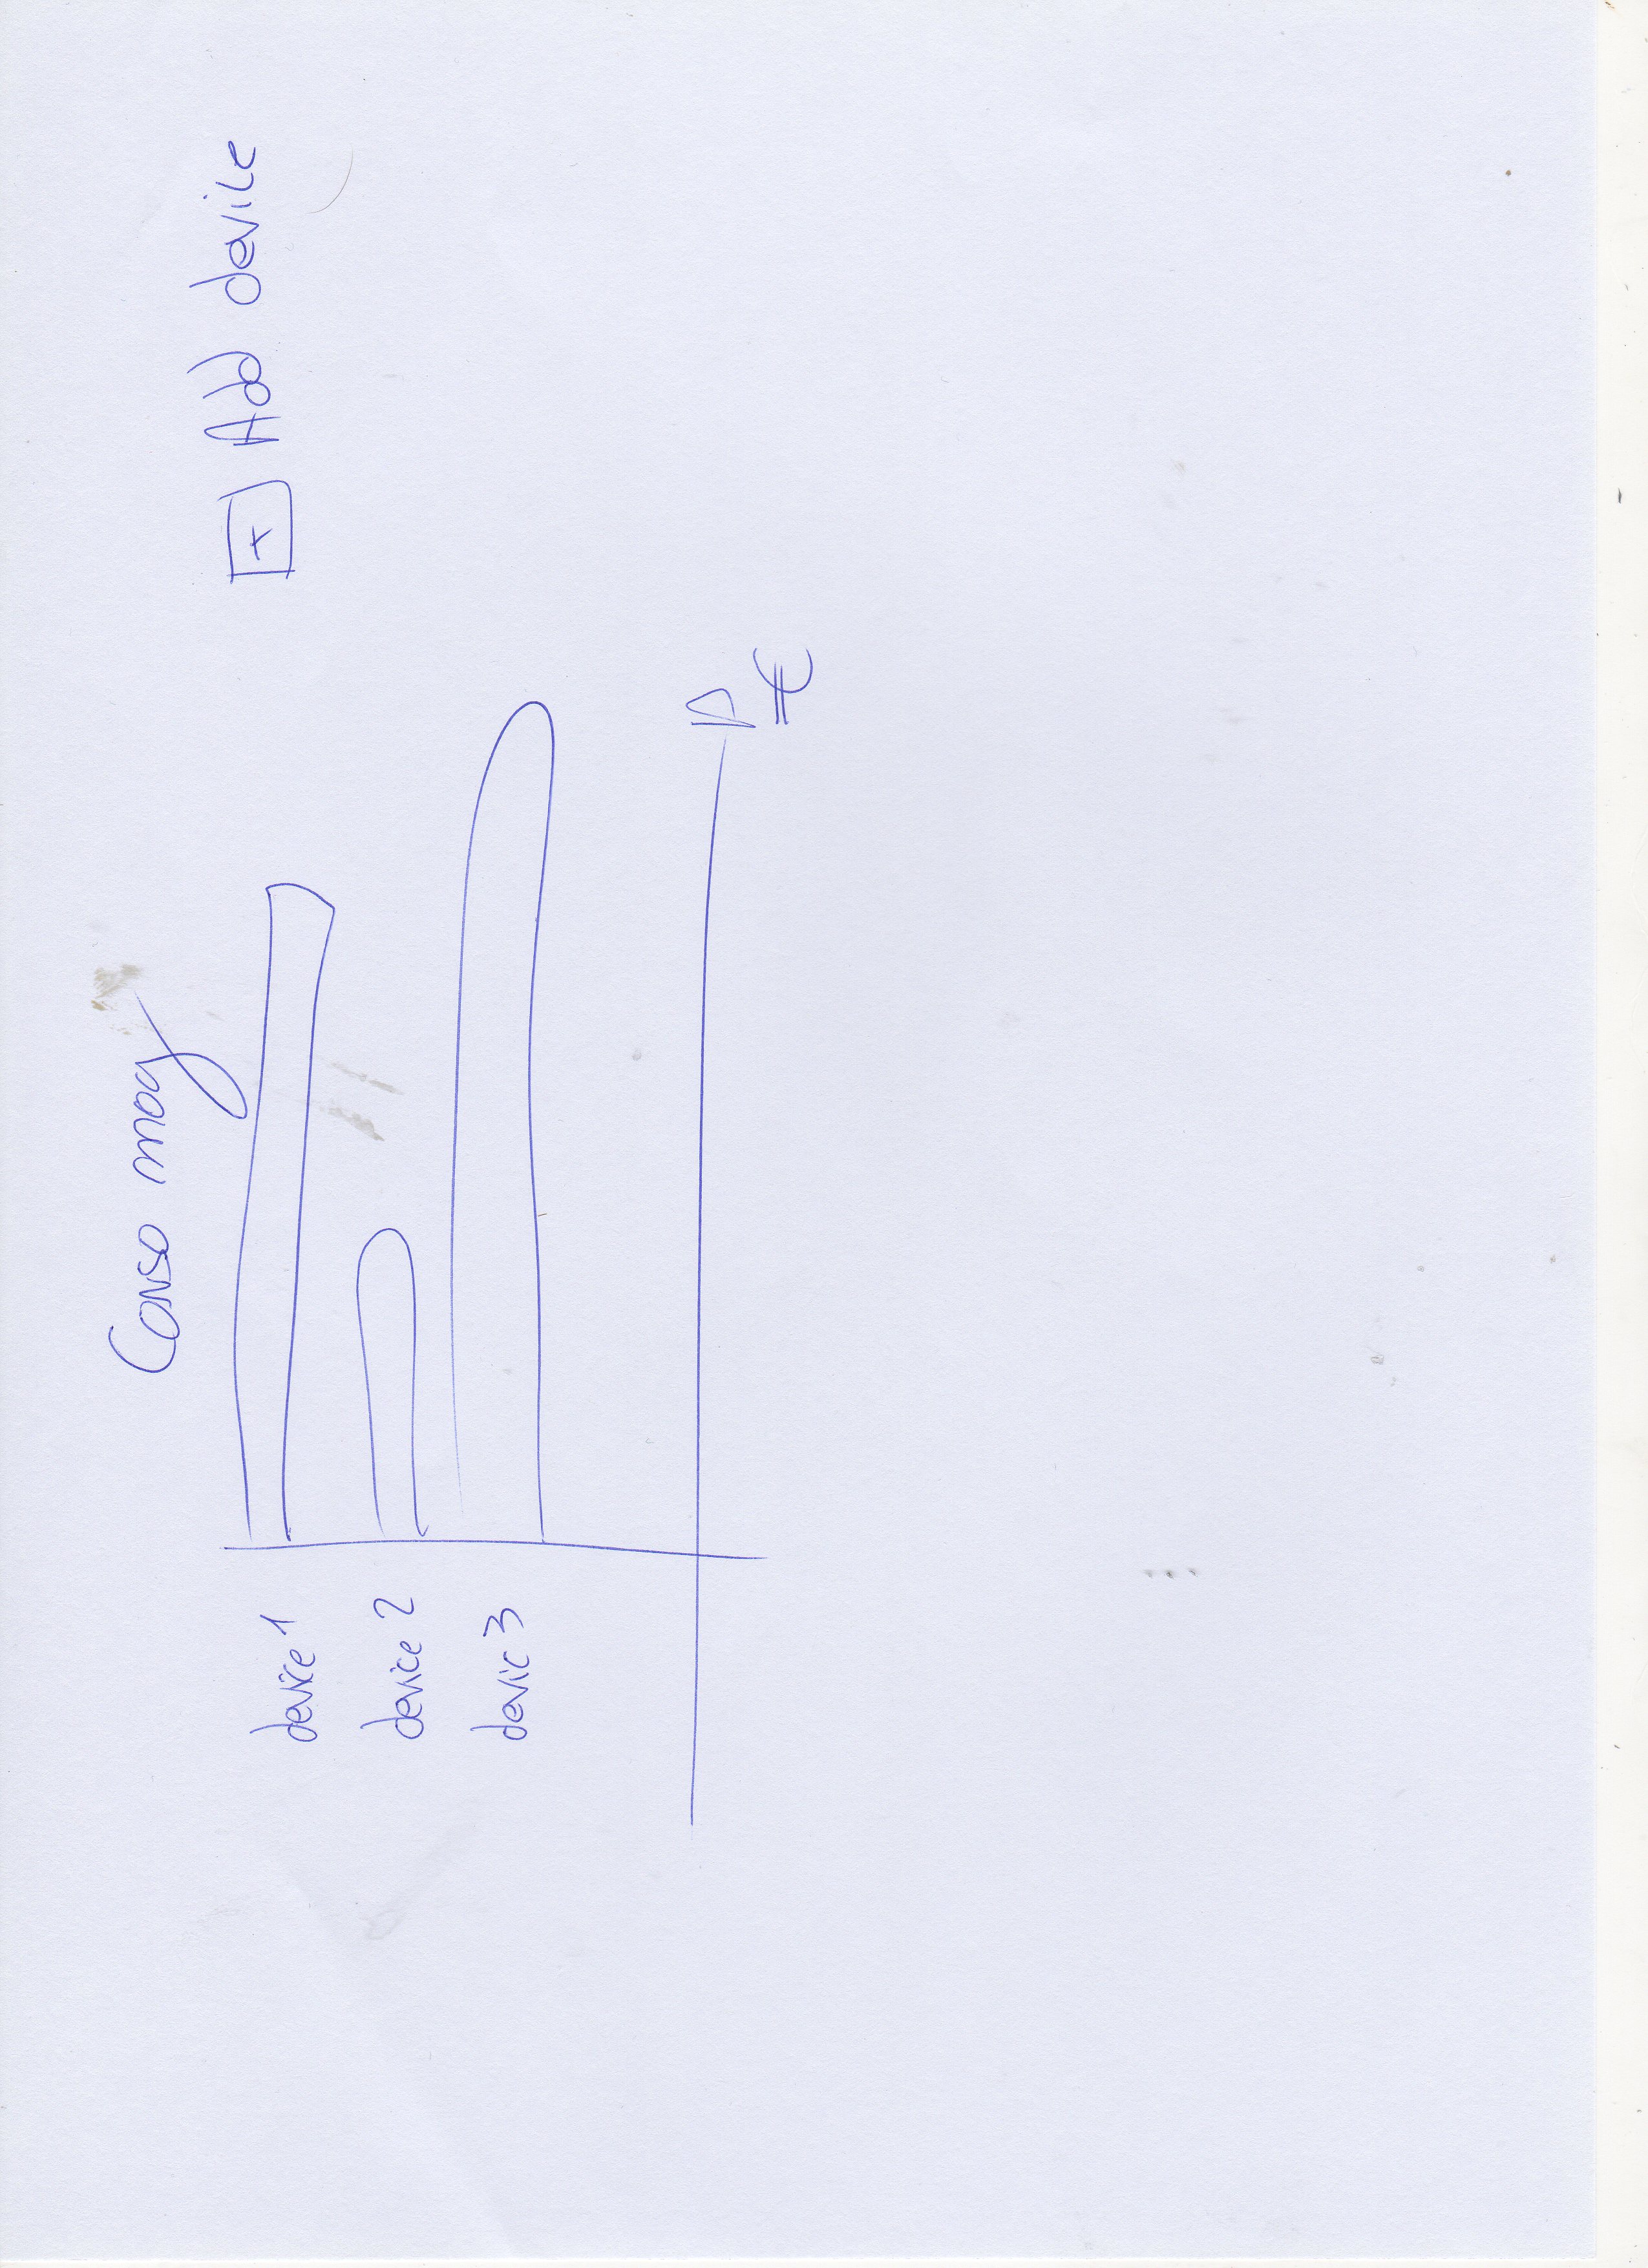 Conso moy
+ Add device
device 1
device 2
devic 3
P
€